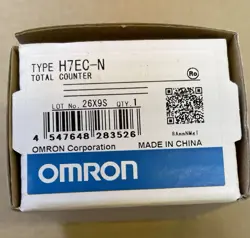 TYPE H7EC-N
TOTAL COUNTER
LOT No. 26X9S QTY. 1
4 547648 283526
OMRON Corporation MADE IN CHINA
OMRON